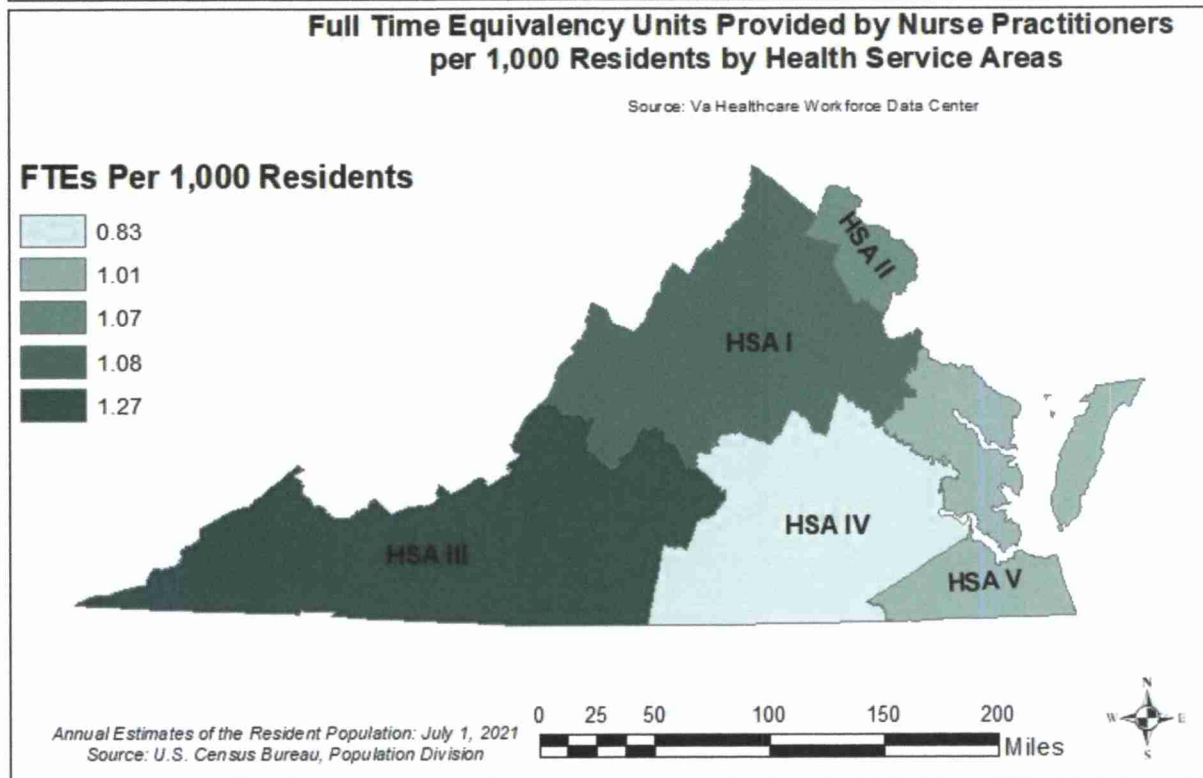 Full Time Equivalency Units Provided by Nurse Practitioners
per 1,000 Residents by Health Service Areas
Source: Va Healthcare Workforce Data Center
FTEs Per 1,000 Residents
0.83
1.01
1.07
1.08
1.27
HSA II
HSA I
HSA III
HSA IV
HSA V
Annual Estimates of the Resident Population: July 1, 2021
Source: U.S. Census Bureau, Population Division
0 25 50 100 150 200
Miles
N
W E
S